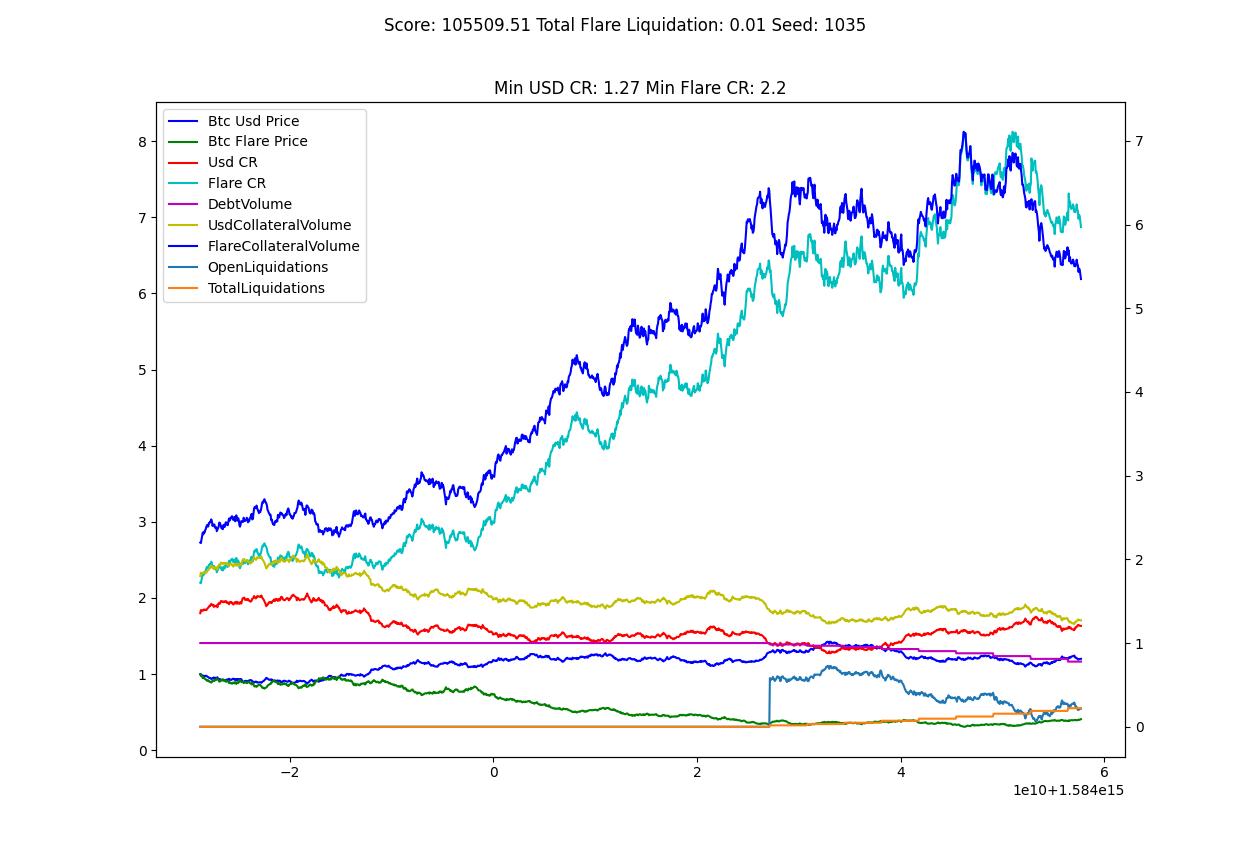 Score: 105509.51 Total Flare Liquidation: 0.01 Seed: 1035
Min USD CR: 1.27 Min Flare CR: 2.2
Btc Usd Price
Btc Flare Price
Usd CR
Flare CR
DebtVolume
UsdCollateralVolume
FlareCollateralVolume
OpenLiquidations
TotalLiquidations
8
7
6
5
4
3
2
1
0
7
6
5
4
3
2
1
0
−2
0
2
4
6
1e10+1.584e15